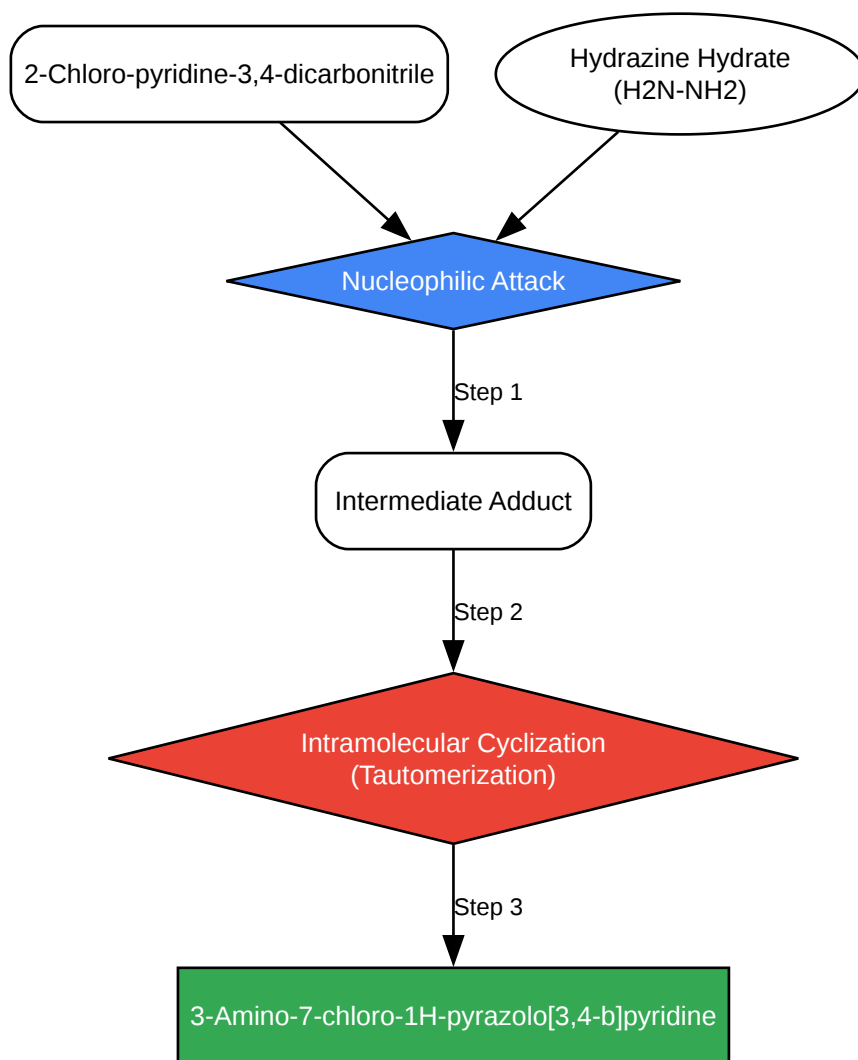 2-Chloro-pyridine-3,4-dicarbonitrile
Hydrazine Hydrate
(H2N-NH2)
Nucleophilic Attack
Step 1
Intermediate Adduct
Step 2
Intramolecular Cyclization
(Tautomerization)
Step 3
3-Amino-7-chloro-1H-pyrazolo[3,4-b]pyridine